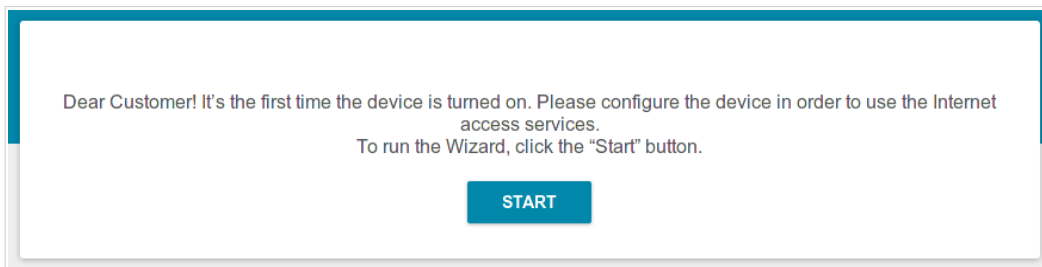 Dear Customer! It’s the first time the device is turned on. Please configure the device in order to use the Internet
access services.
To run the Wizard, click the “Start” button.
START